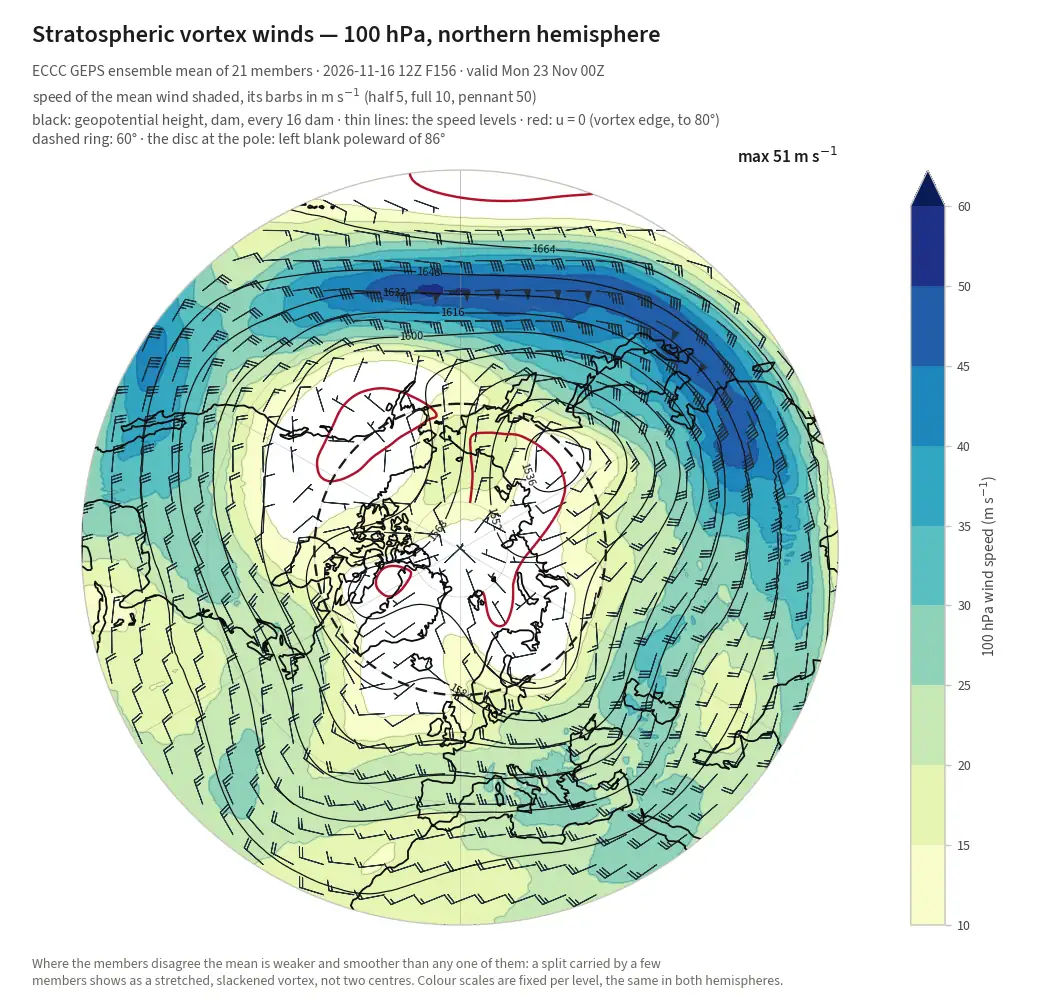 Stratospheric vortex winds — 100 hPa, northern hemisphere
ECCC GEPS ensemble mean of 21 members · 2026-11-16 12Z F156 · valid Mon 23 Nov 00Z
speed of the mean wind shaded, its barbs in m s⁻¹ (half 5, full 10, pennant 50)
black: geopotential height, dam, every 16 dam · thin lines: the speed levels · red: u = 0 (vortex edge, to 80°)
dashed ring: 60° · the disc at the pole: left blank poleward of 86°
max 51 m s⁻¹
1664
1648
1632
1616
1600
1536
60
50
45
40
35
30
25
20
15
10
100 hPa wind speed (m s⁻¹)
Where the members disagree the mean is weaker and smoother than any one of them: a split carried by a few
members shows as a stretched, slackened vortex, not two centres. Colour scales are fixed per level, the same in both hemispheres.